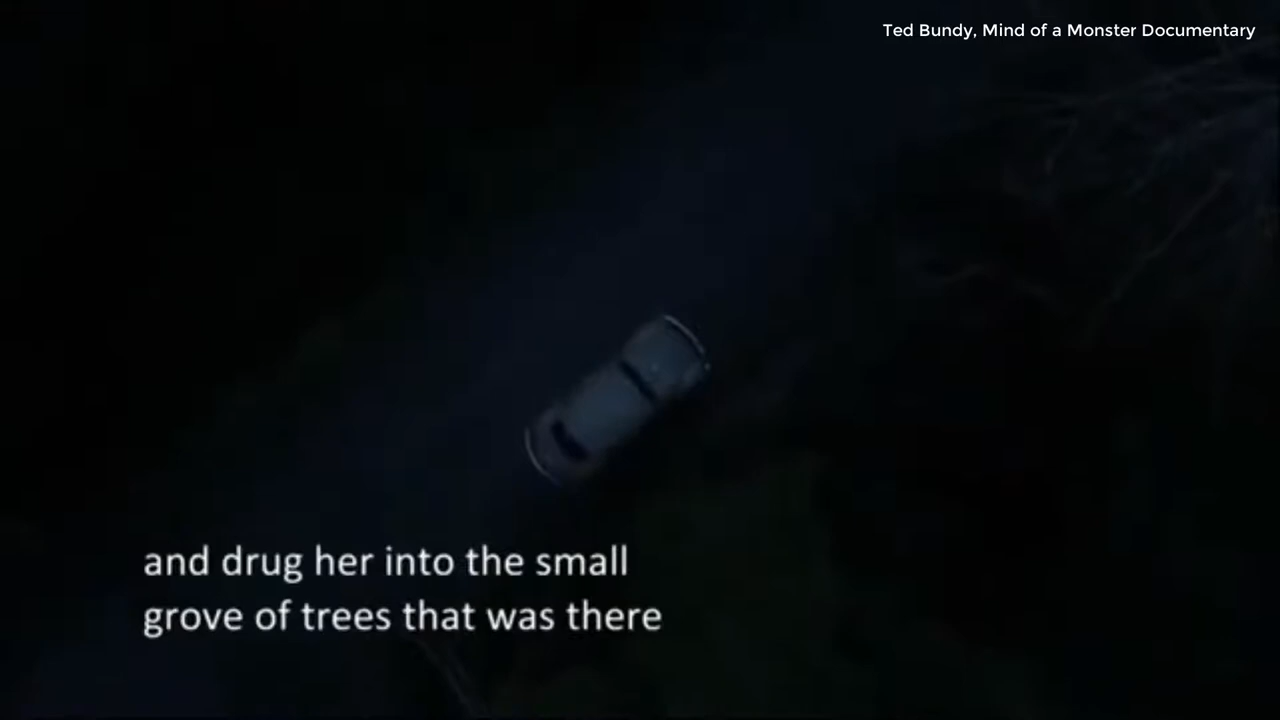 Ted Bundy, Mind of a Monster Documentary
and drug her into the small
grove of trees that was there